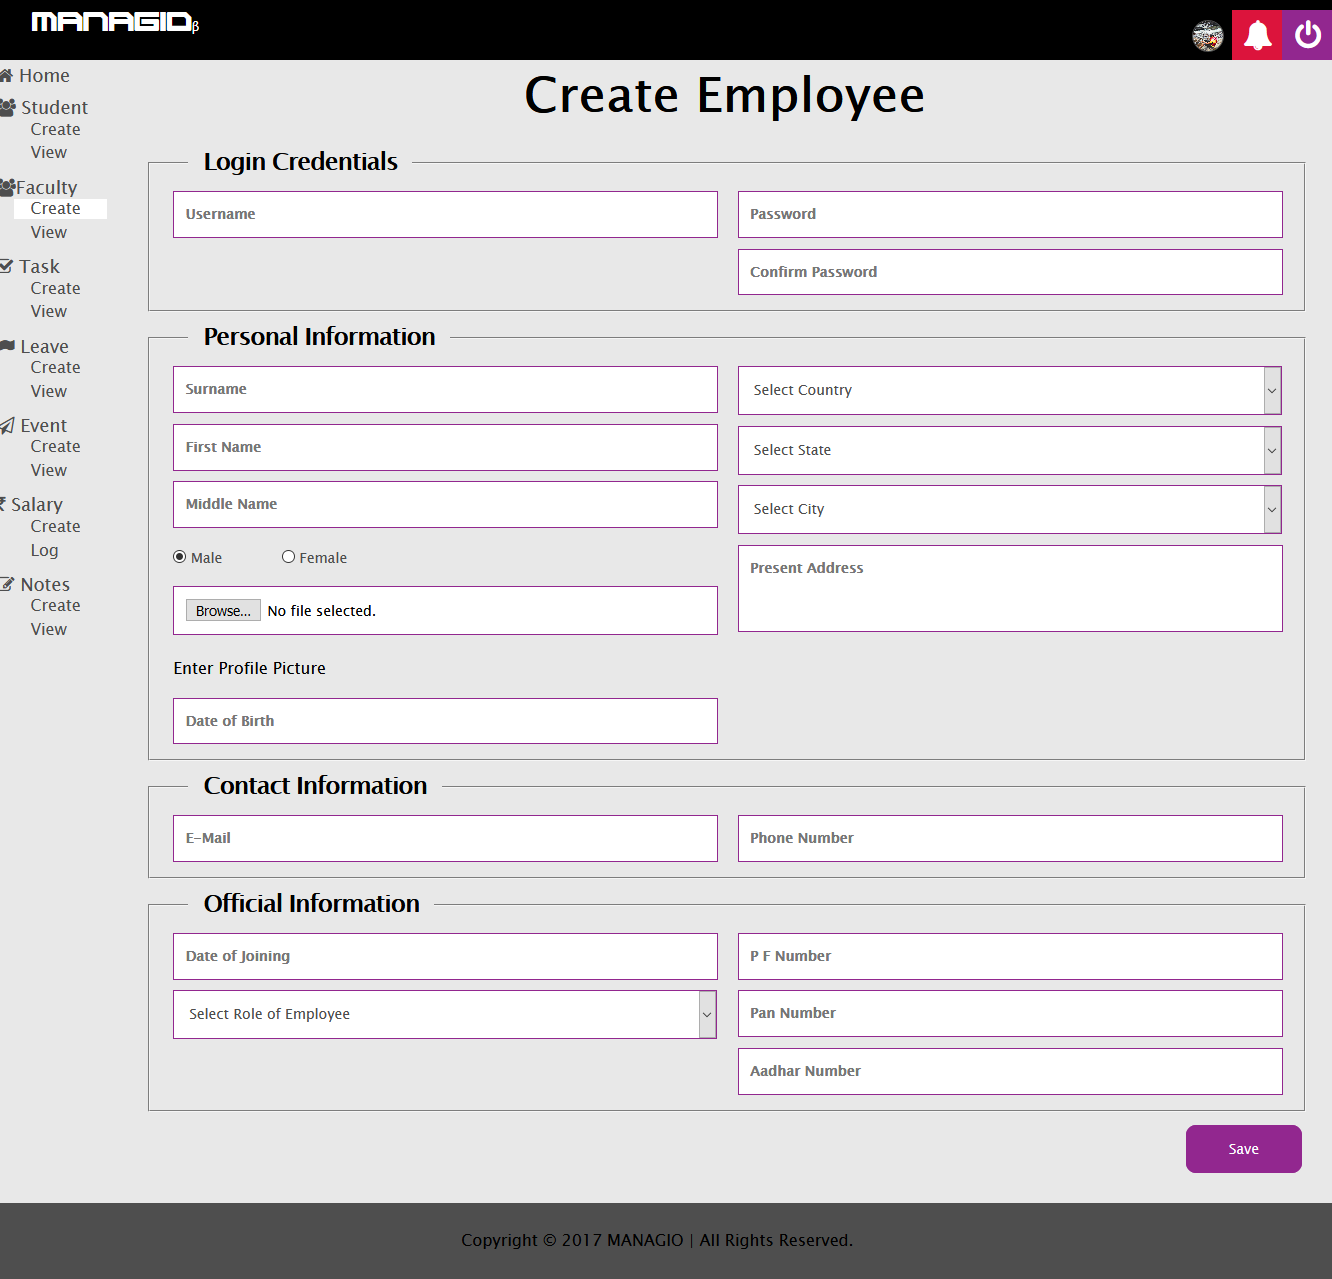 MANAGIOβ
Home
Student
Create
View
Faculty
Create
View
Task
Create
View
Leave
Create
View
Event
Create
View
₹ Salary
Create
Log
Notes
Create
View
Create Employee
Login Credentials
Username
Password
Confirm Password
Personal Information
Surname
First Name
Middle Name
Male Female
Browse... No file selected.
Enter Profile Picture
Date of Birth
Select Country
Select State
Select City
Present Address
Contact Information
E-Mail
Phone Number
Official Information
Date of Joining
Select Role of Employee
P F Number
Pan Number
Aadhar Number
Save
Copyright © 2017 MANAGIO | All Rights Reserved.